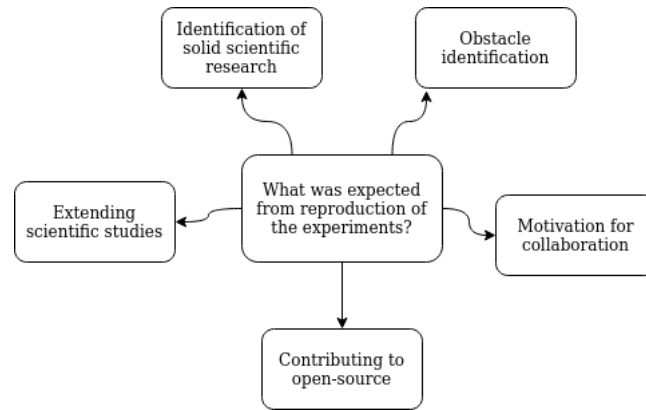 Identification of
solid scientific
research
Obstacle
identification
What was expected
from reproduction of
the experiments?
Extending
scientific studies
Motivation for
collaboration
Contributing to
open-source